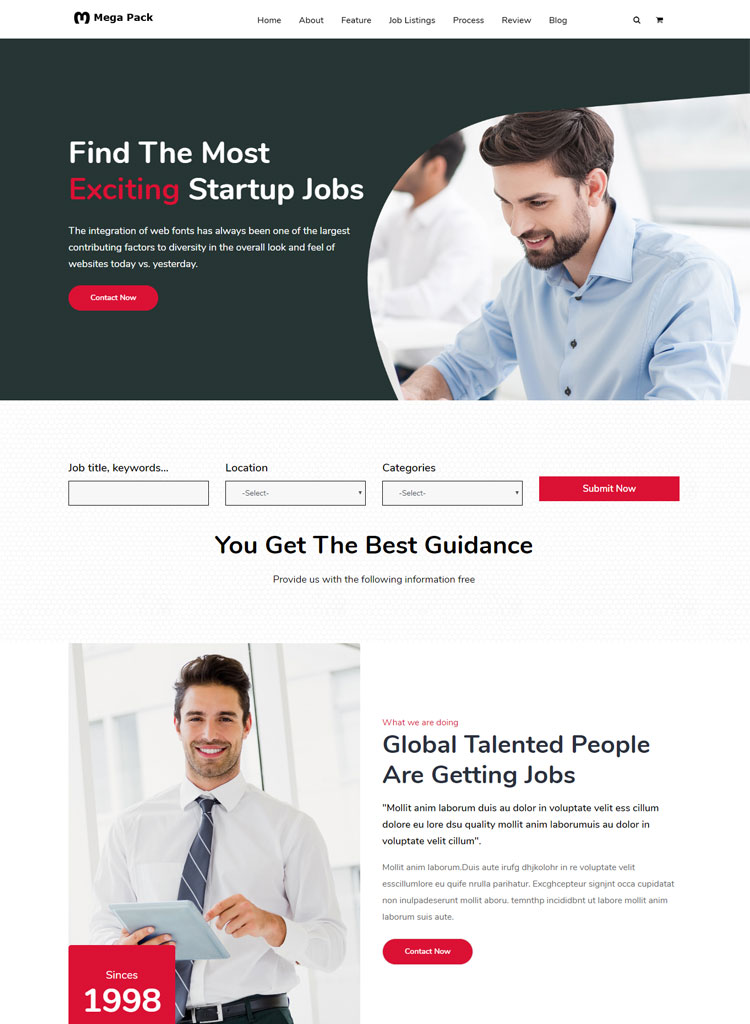 Mega Pack
Home About Feature Job Listings Process Review Blog
Find The Most
Exciting Startup Jobs
The integration of web fonts has always been one of the largest
contributing factors to diversity in the overall look and feel of
websites today vs. yesterday.
Contact Now
Job title, keywords...
Location
-Select-
Categories
-Select-
Submit Now
You Get The Best Guidance
Provide us with the following information free
What we are doing
Global Talented People
Are Getting Jobs
"Mollit anim laborum duis au dolor in voluptate velit ess cillum
dolore eu lore dsu quality mollit anim laborumuis au dolor in
voluptate velit cillum".
Mollit anim laborum.Duis aute irufg dhjkolohr in re voluptate velit
esscillumlore eu quife nrulla parihatur. Excghcepteur signjnt occa cupidatat
non inulpadeserunt mollit aboru. temnthp incididbnt ut labore mollit anim
laborum suis aute.
Contact Now
Sinces
1998